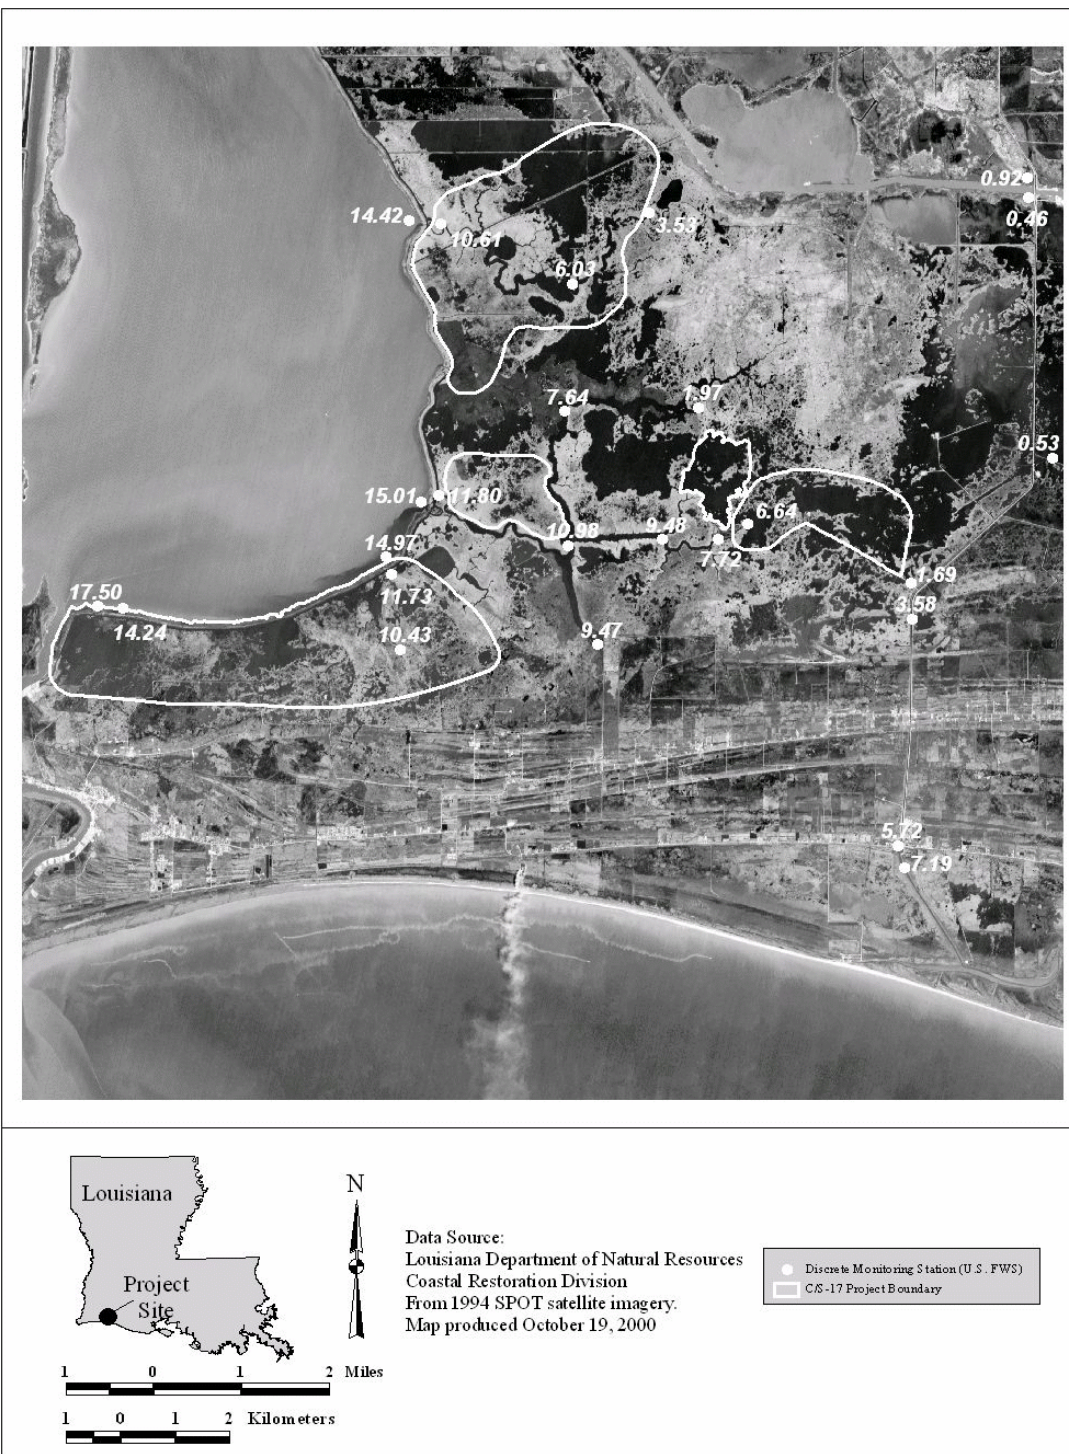 0.92
14.42
10.61
3.53
0.46
6.03
7.64
1.97
0.53
15.01
11.80
6.64
10.98
9.48
7.72
14.97
11.73
1.69
17.50
3.58
14.24
10.43
9.47
5.72
7.19
Louisiana
Project
Site
N
Data Source:
Louisiana Department of Natural Resources
Coastal Restoration Division
From 1994 SPOT satellite imagery.
Map produced October 19, 2000
Discrete Monitoring Station (U.S. FWS)
C/S-17 Project Boundary
1 0 1 2 Miles
1 0 1 2 Kilometers